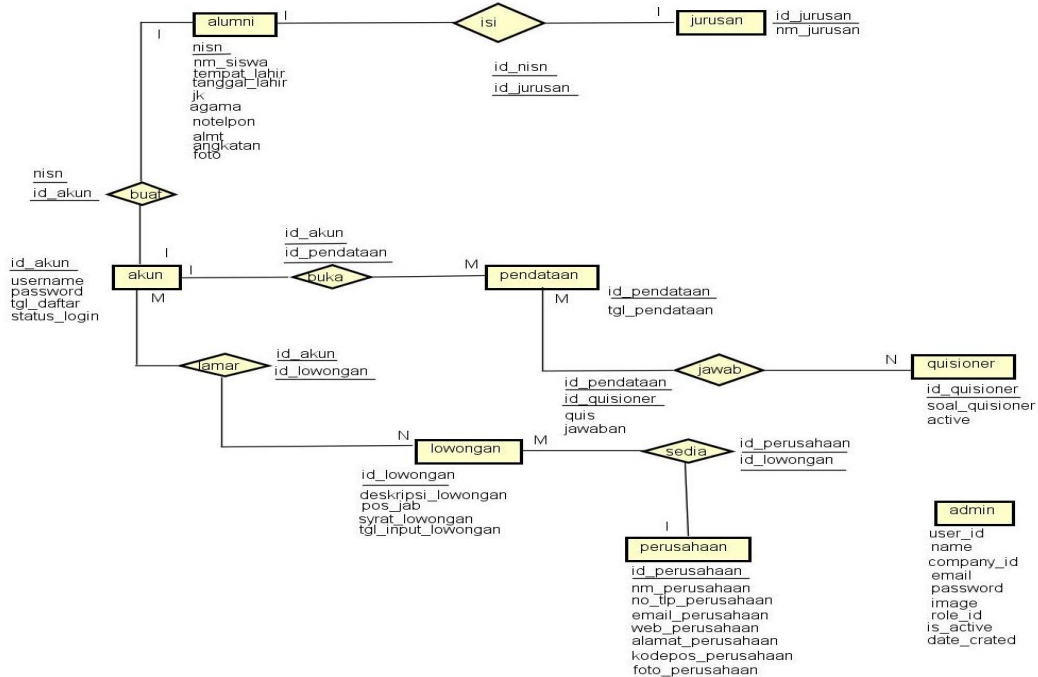 alumni
I
isi
I
jurusan
id_jurusan
nm_jurusan
I
nisn
nm_siswa
tempat_lahir
tanggal_lahir
jk
agama
notelpon
almt
angkatan
foto
id_nisn
id_jurusan
nisn
id_akun
buat
id_akun
username
password
tgl_daftar
status_login
I
akun
I
M
id_akun
id_pendataan
buka
M
pendataan
M
id_pendataan
tgl_pendataan
lamar
id_akun
id_lowongan
jawab
id_pendataan
id_quisioner
quis
jawaban
N
quisioner
id_quisioner
soal_quisioner
active
N
lowongan
M
id_lowongan
deskripsi_lowongan
pos_jab
syrat_lowongan
tgl_input_lowongan
sedia
id_perusahaan
id_lowongan
I
perusahaan
id_perusahaan
nm_perusahaan
no_tlp_perusahaan
email_perusahaan
web_perusahaan
alamat_perusahaan
kodepos_perusahaan
foto_perusahaan
admin
user_id
name
company_id
email
password
image
role_id
is_active
date_crated